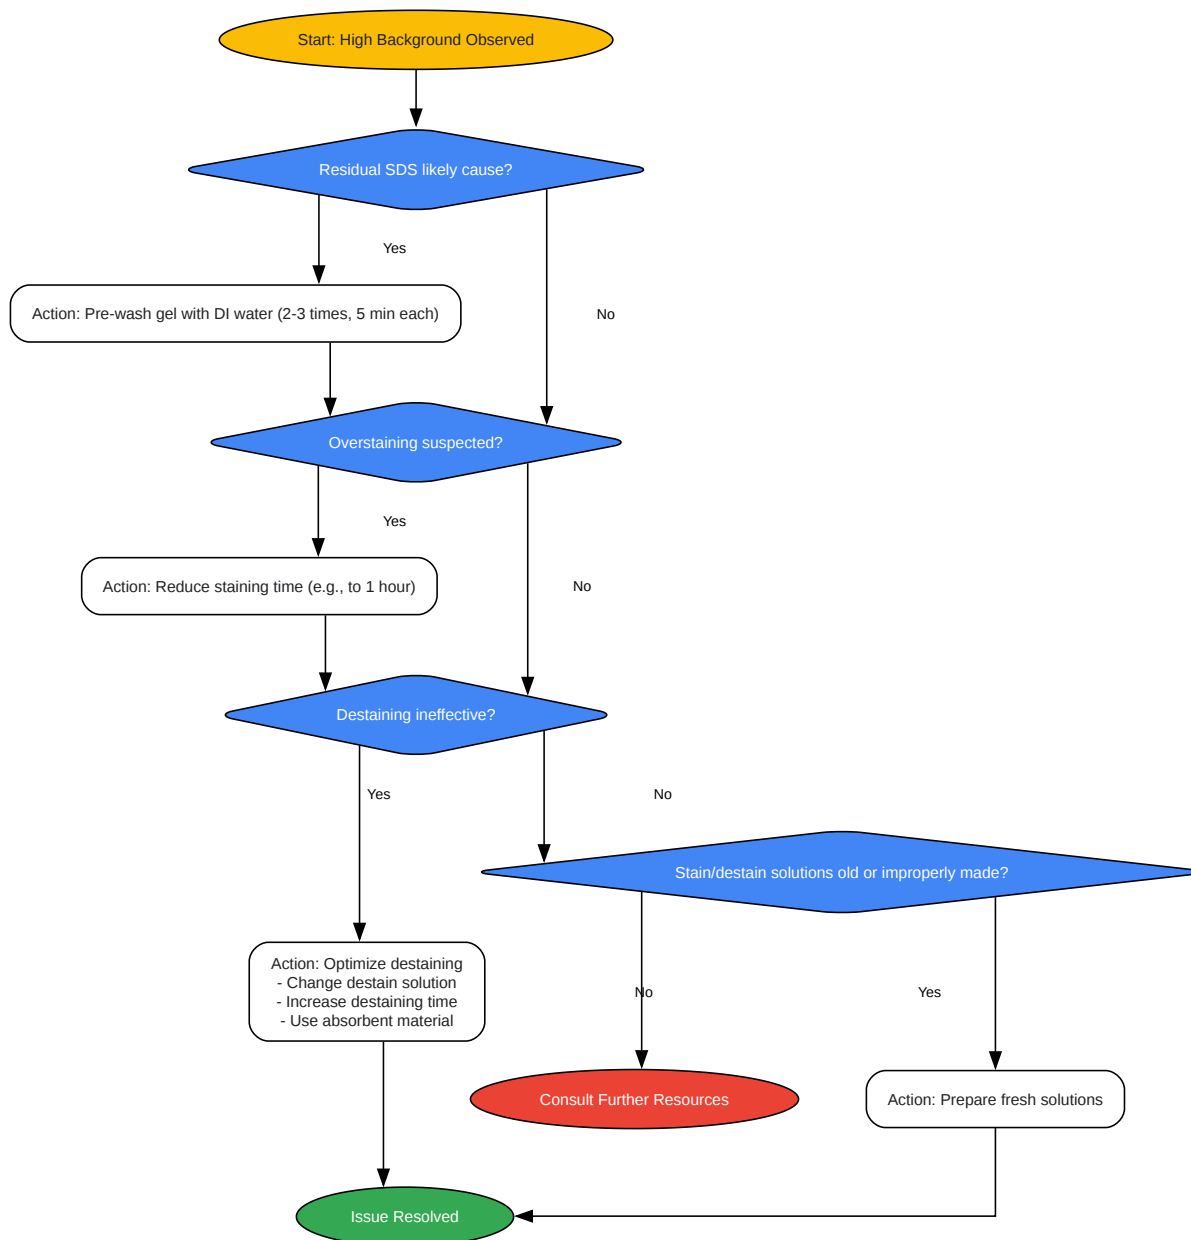 Start: High Background Observed
Residual SDS likely cause?
Yes
Action: Pre-wash gel with DI water (2-3 times, 5 min each)
No
Overstaining suspected?
Yes
Action: Reduce staining time (e.g., to 1 hour)
No
Destaining ineffective?
Yes
No
Stain/destain solutions old or improperly made?
Action: Optimize destaining
- Change destain solution
- Increase destaining time
- Use absorbent material
No
Yes
Consult Further Resources
Action: Prepare fresh solutions
Issue Resolved